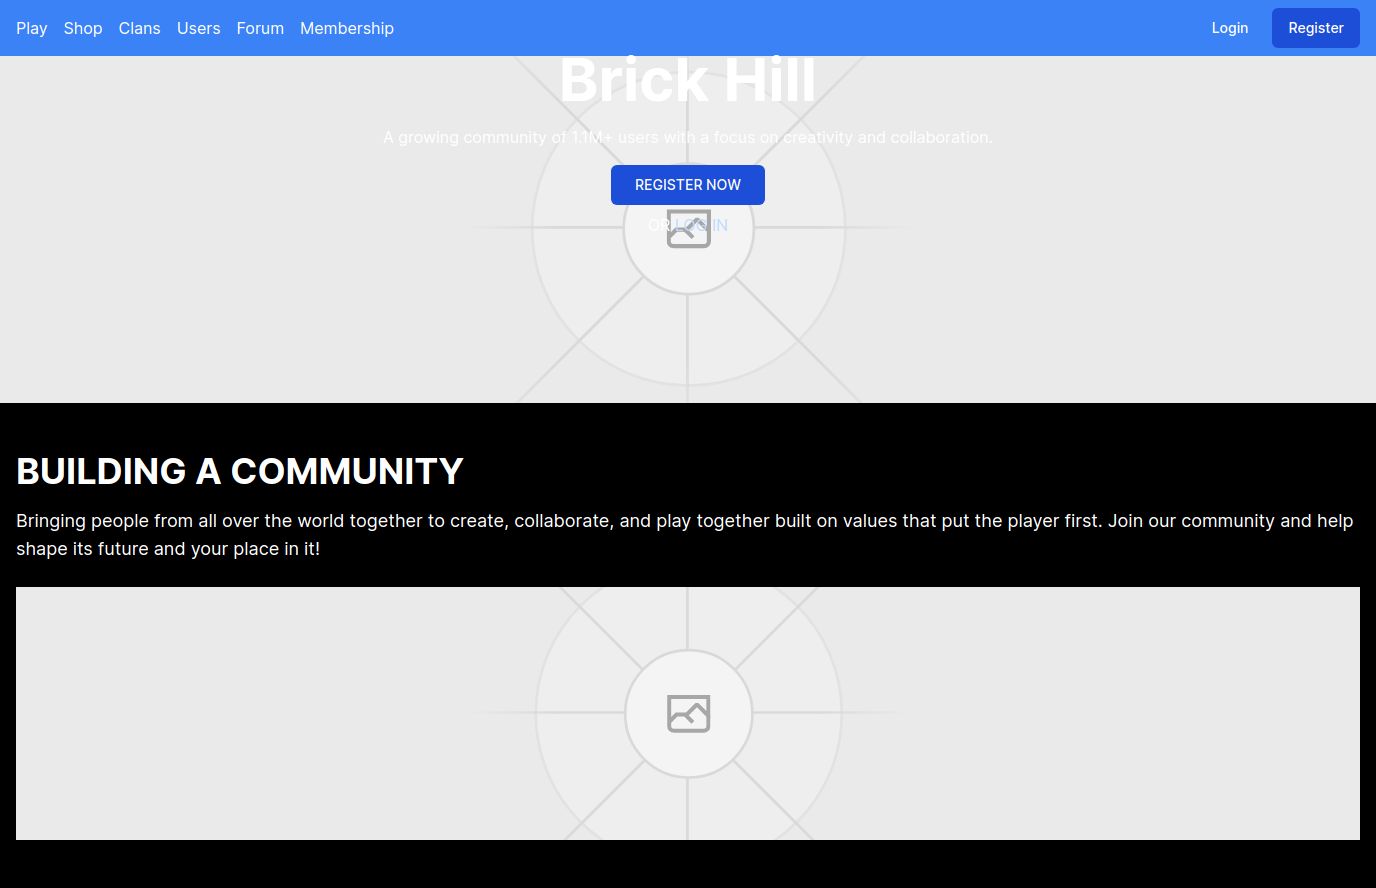 Play Shop Clans Users Forum Membership Login Register
Brick Hill
A growing community of 1.1M+ users with a focus on creativity and collaboration.
REGISTER NOW
OR LOG IN
BUILDING A COMMUNITY
Bringing people from all over the world together to create, collaborate, and play together built on values that put the player first. Join our community and help
shape its future and your place in it!